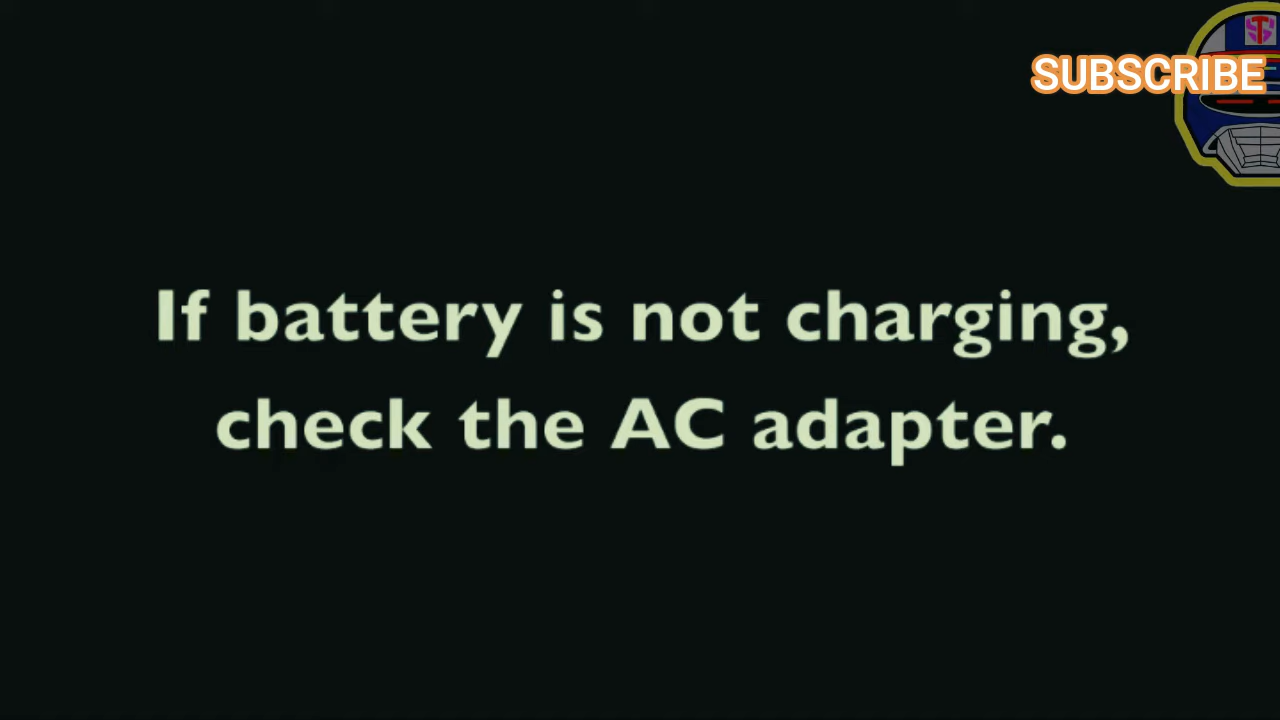 SUBSCRIBE
If battery is not charging,
check the AC adapter.